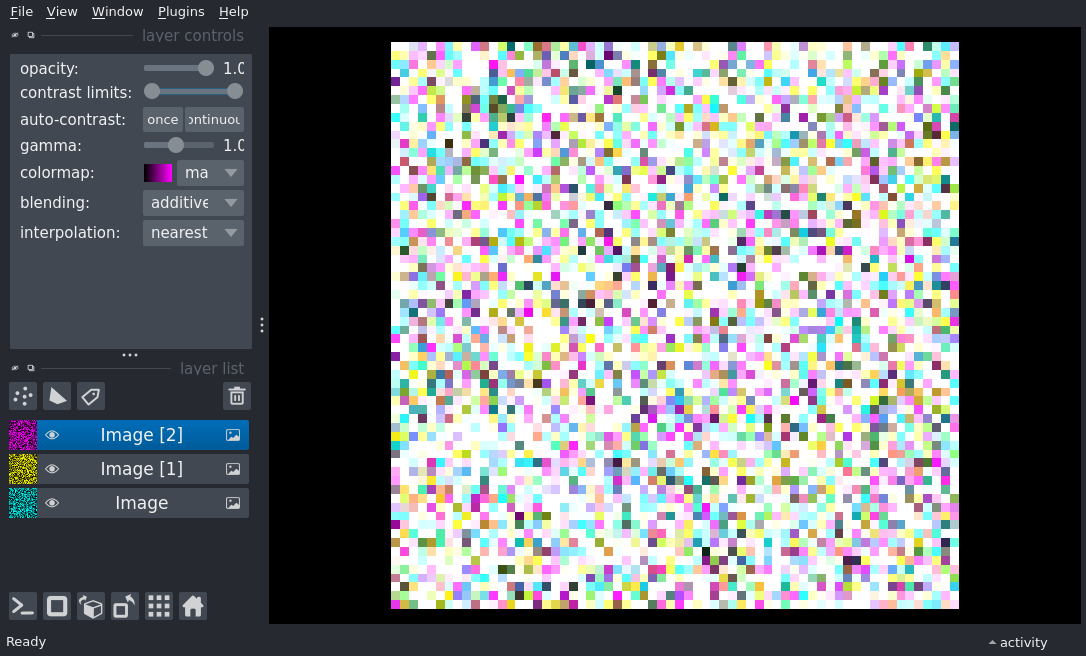 File View Window Plugins Help
layer controls
opacity: 1.0
contrast limits:
auto-contrast: once ontinuou
gamma: 1.0
colormap: ma
blending: additive
interpolation: nearest
layer list
Image [2]
Image [1]
Image
Ready
activity